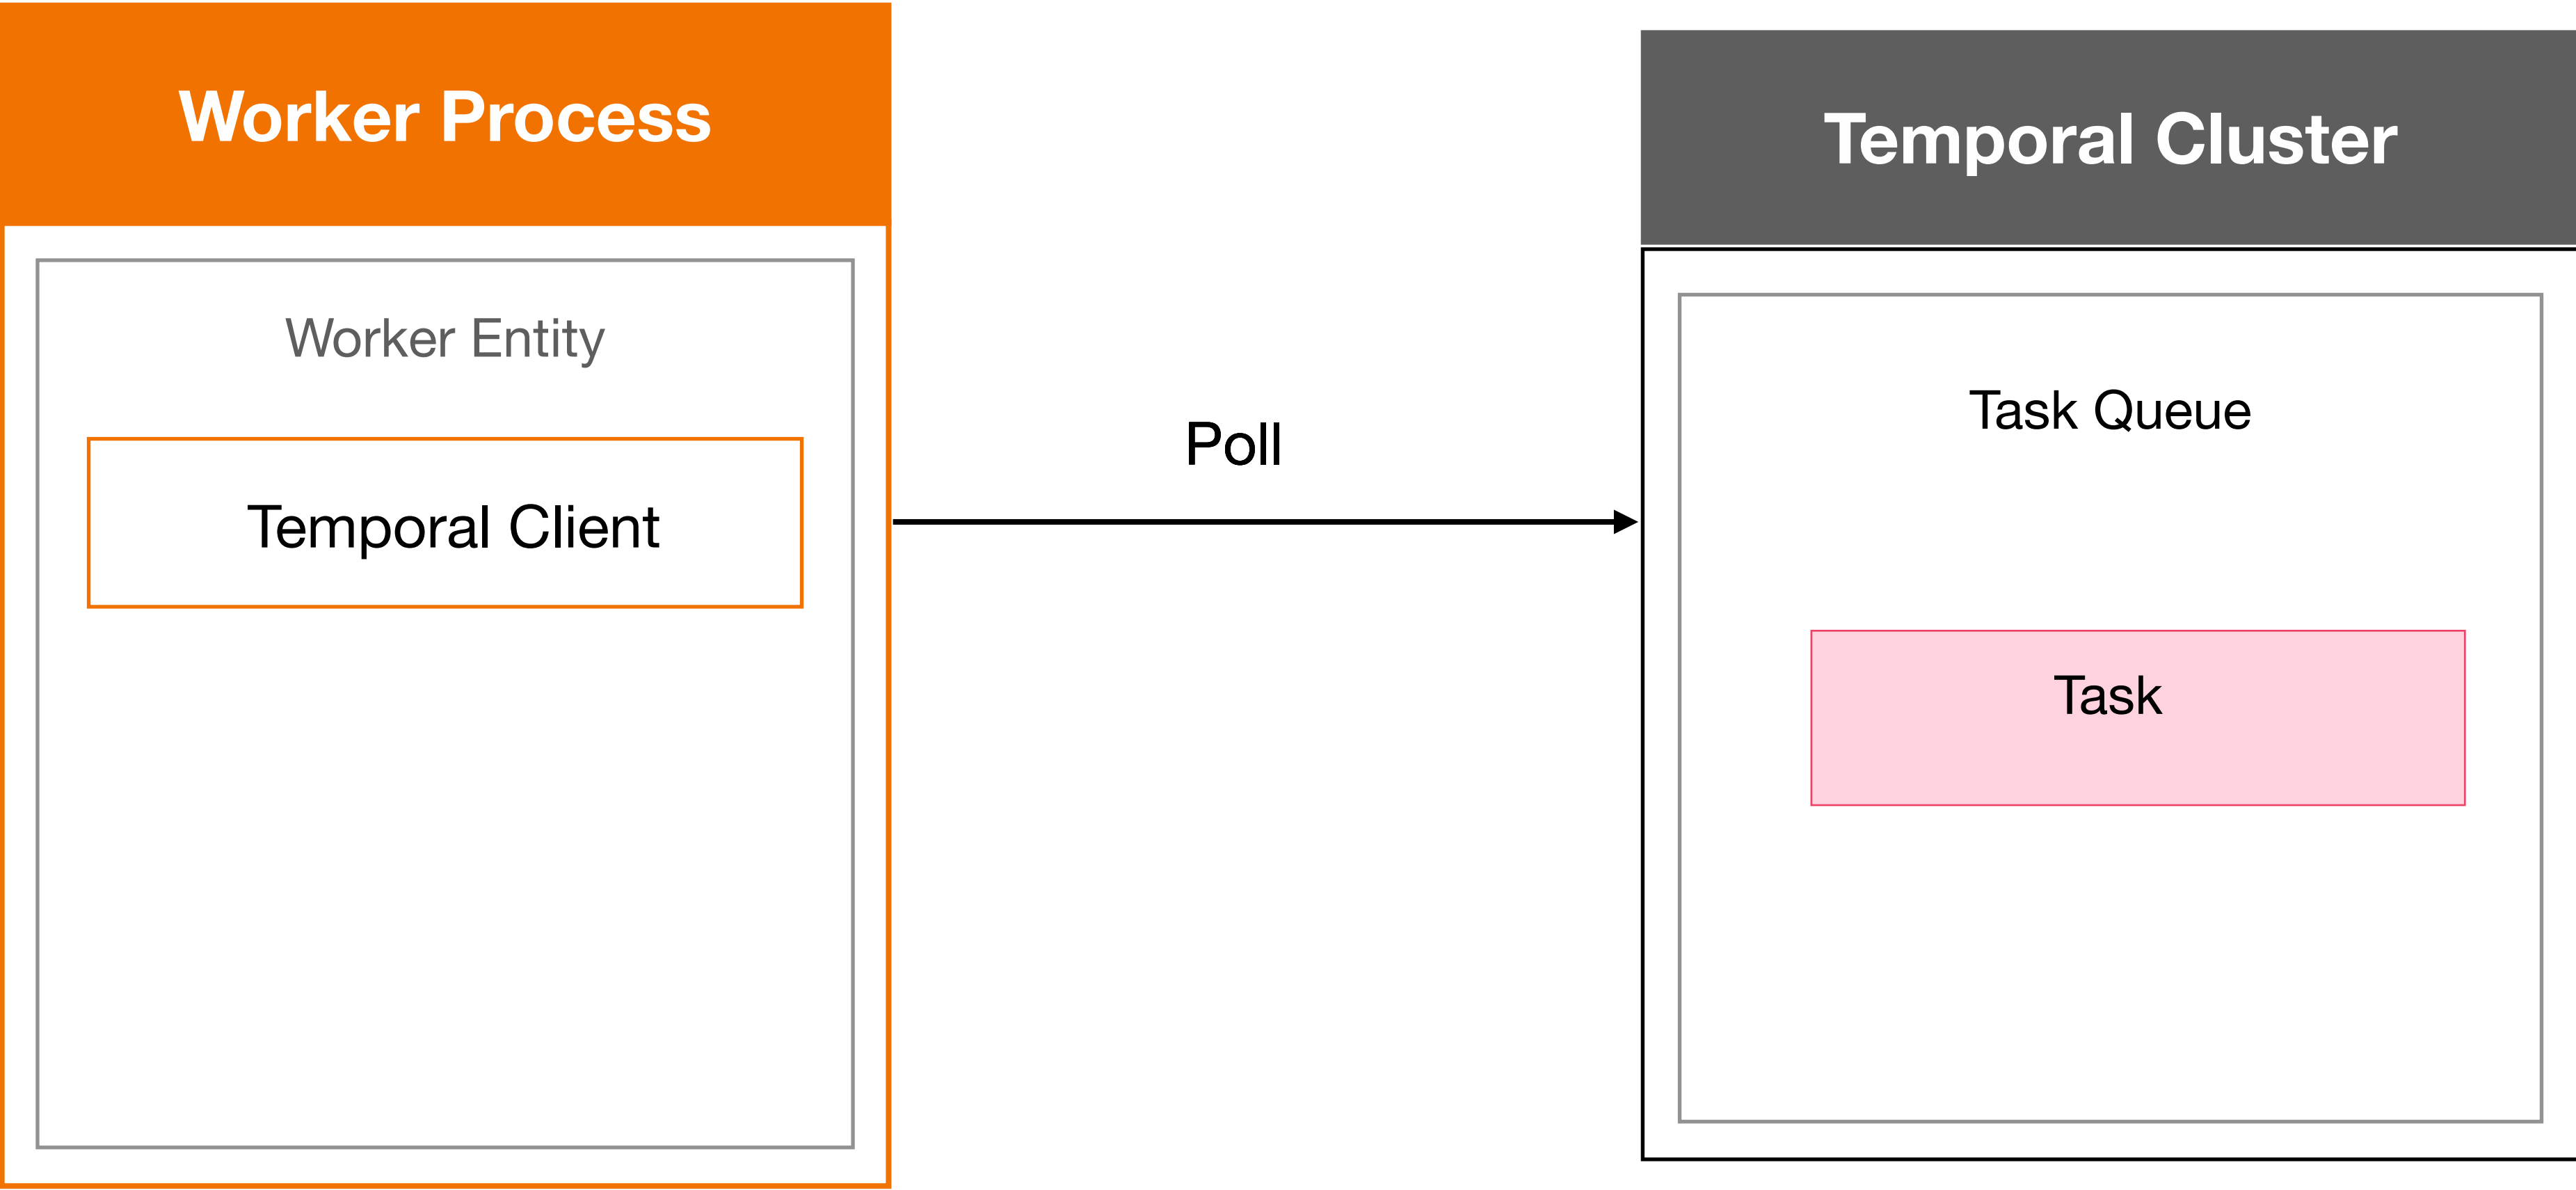 Worker Process
Worker Entity
Temporal Client
Poll
Temporal Cluster
Task Queue
Task